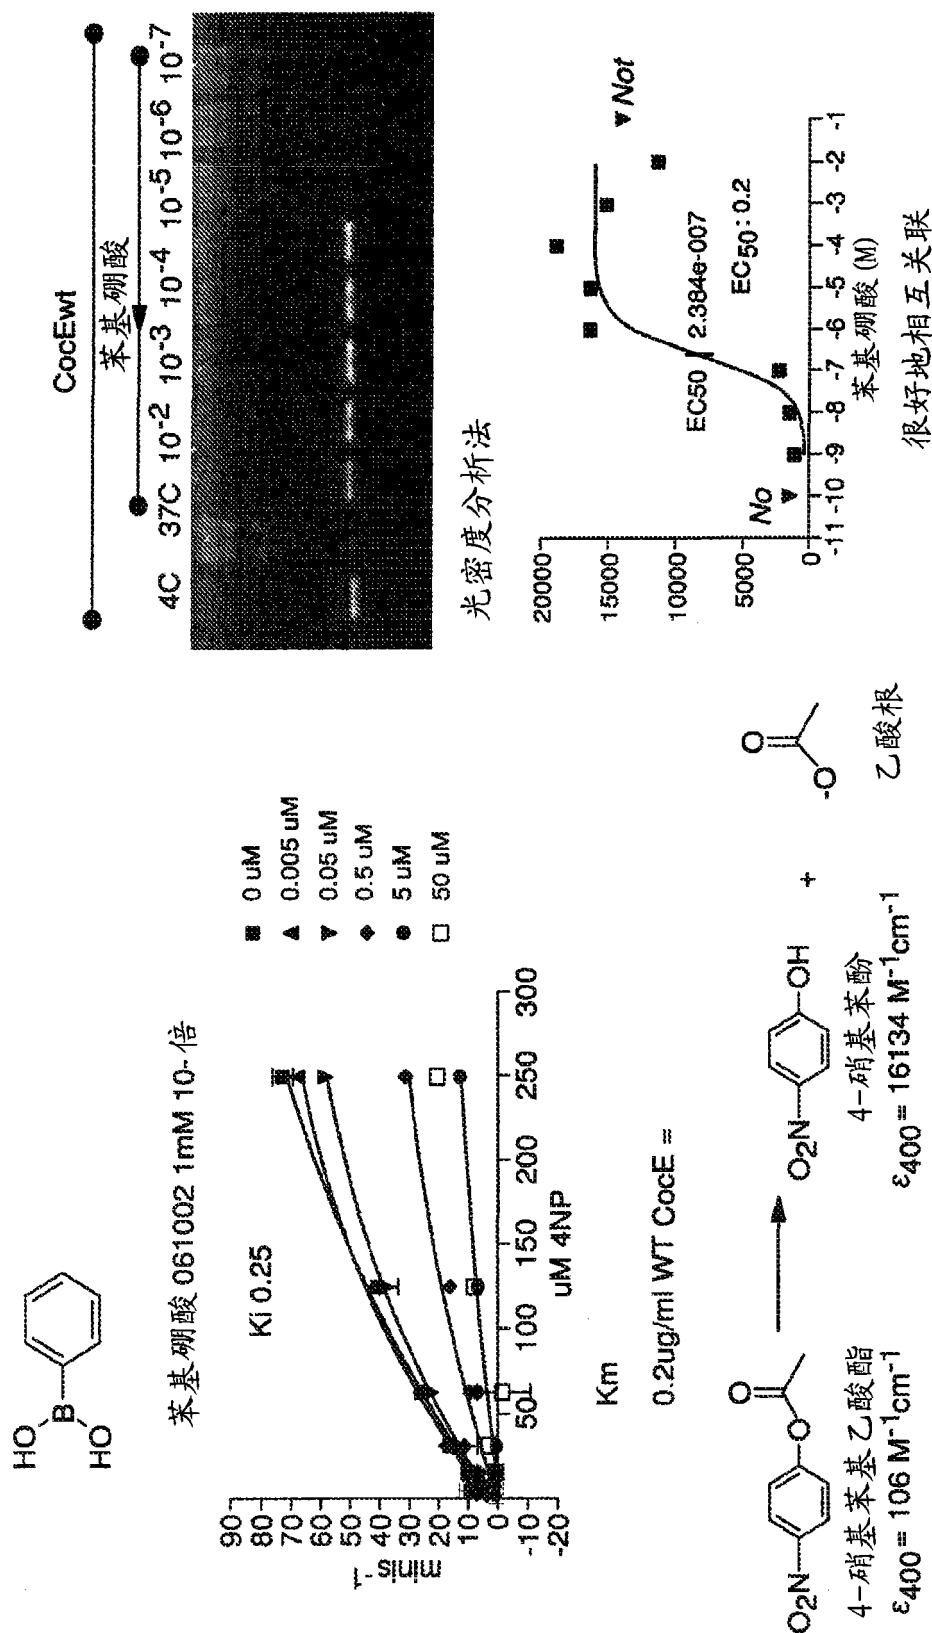 HO
B
HO
苯基硼酸 061002 1mM 10-倍
Ki 0.25
90
80
70
60
50
40
30
20
10
0
-10
-20
minis-1
50 100 150 200 250 300
uM 4NP
0 uM
0.005 uM
0.05 uM
0.5 uM
5 uM
50 uM
Km
0.2ug/ml WT CocE =
O2N
O
O
4-硝基苯基乙酸酯
ε400 = 106 M-1cm-1
O2N
OH
4-硝基苯酚
ε400 = 16134 M-1cm-1
+
O
-O
乙酸根
CocEwt
苯基硼酸
4C 37C 10-2 10-3 10-4 10-5 10-6 10-7
光密度分析法
20000
15000
10000
5000
0
No
Not
EC50 2.384e-007
EC50: 0.2
-11 -10 -9 -8 -7 -6 -5 -4 -3 -2 -1
苯基硼酸 (M)
很好地相互关联